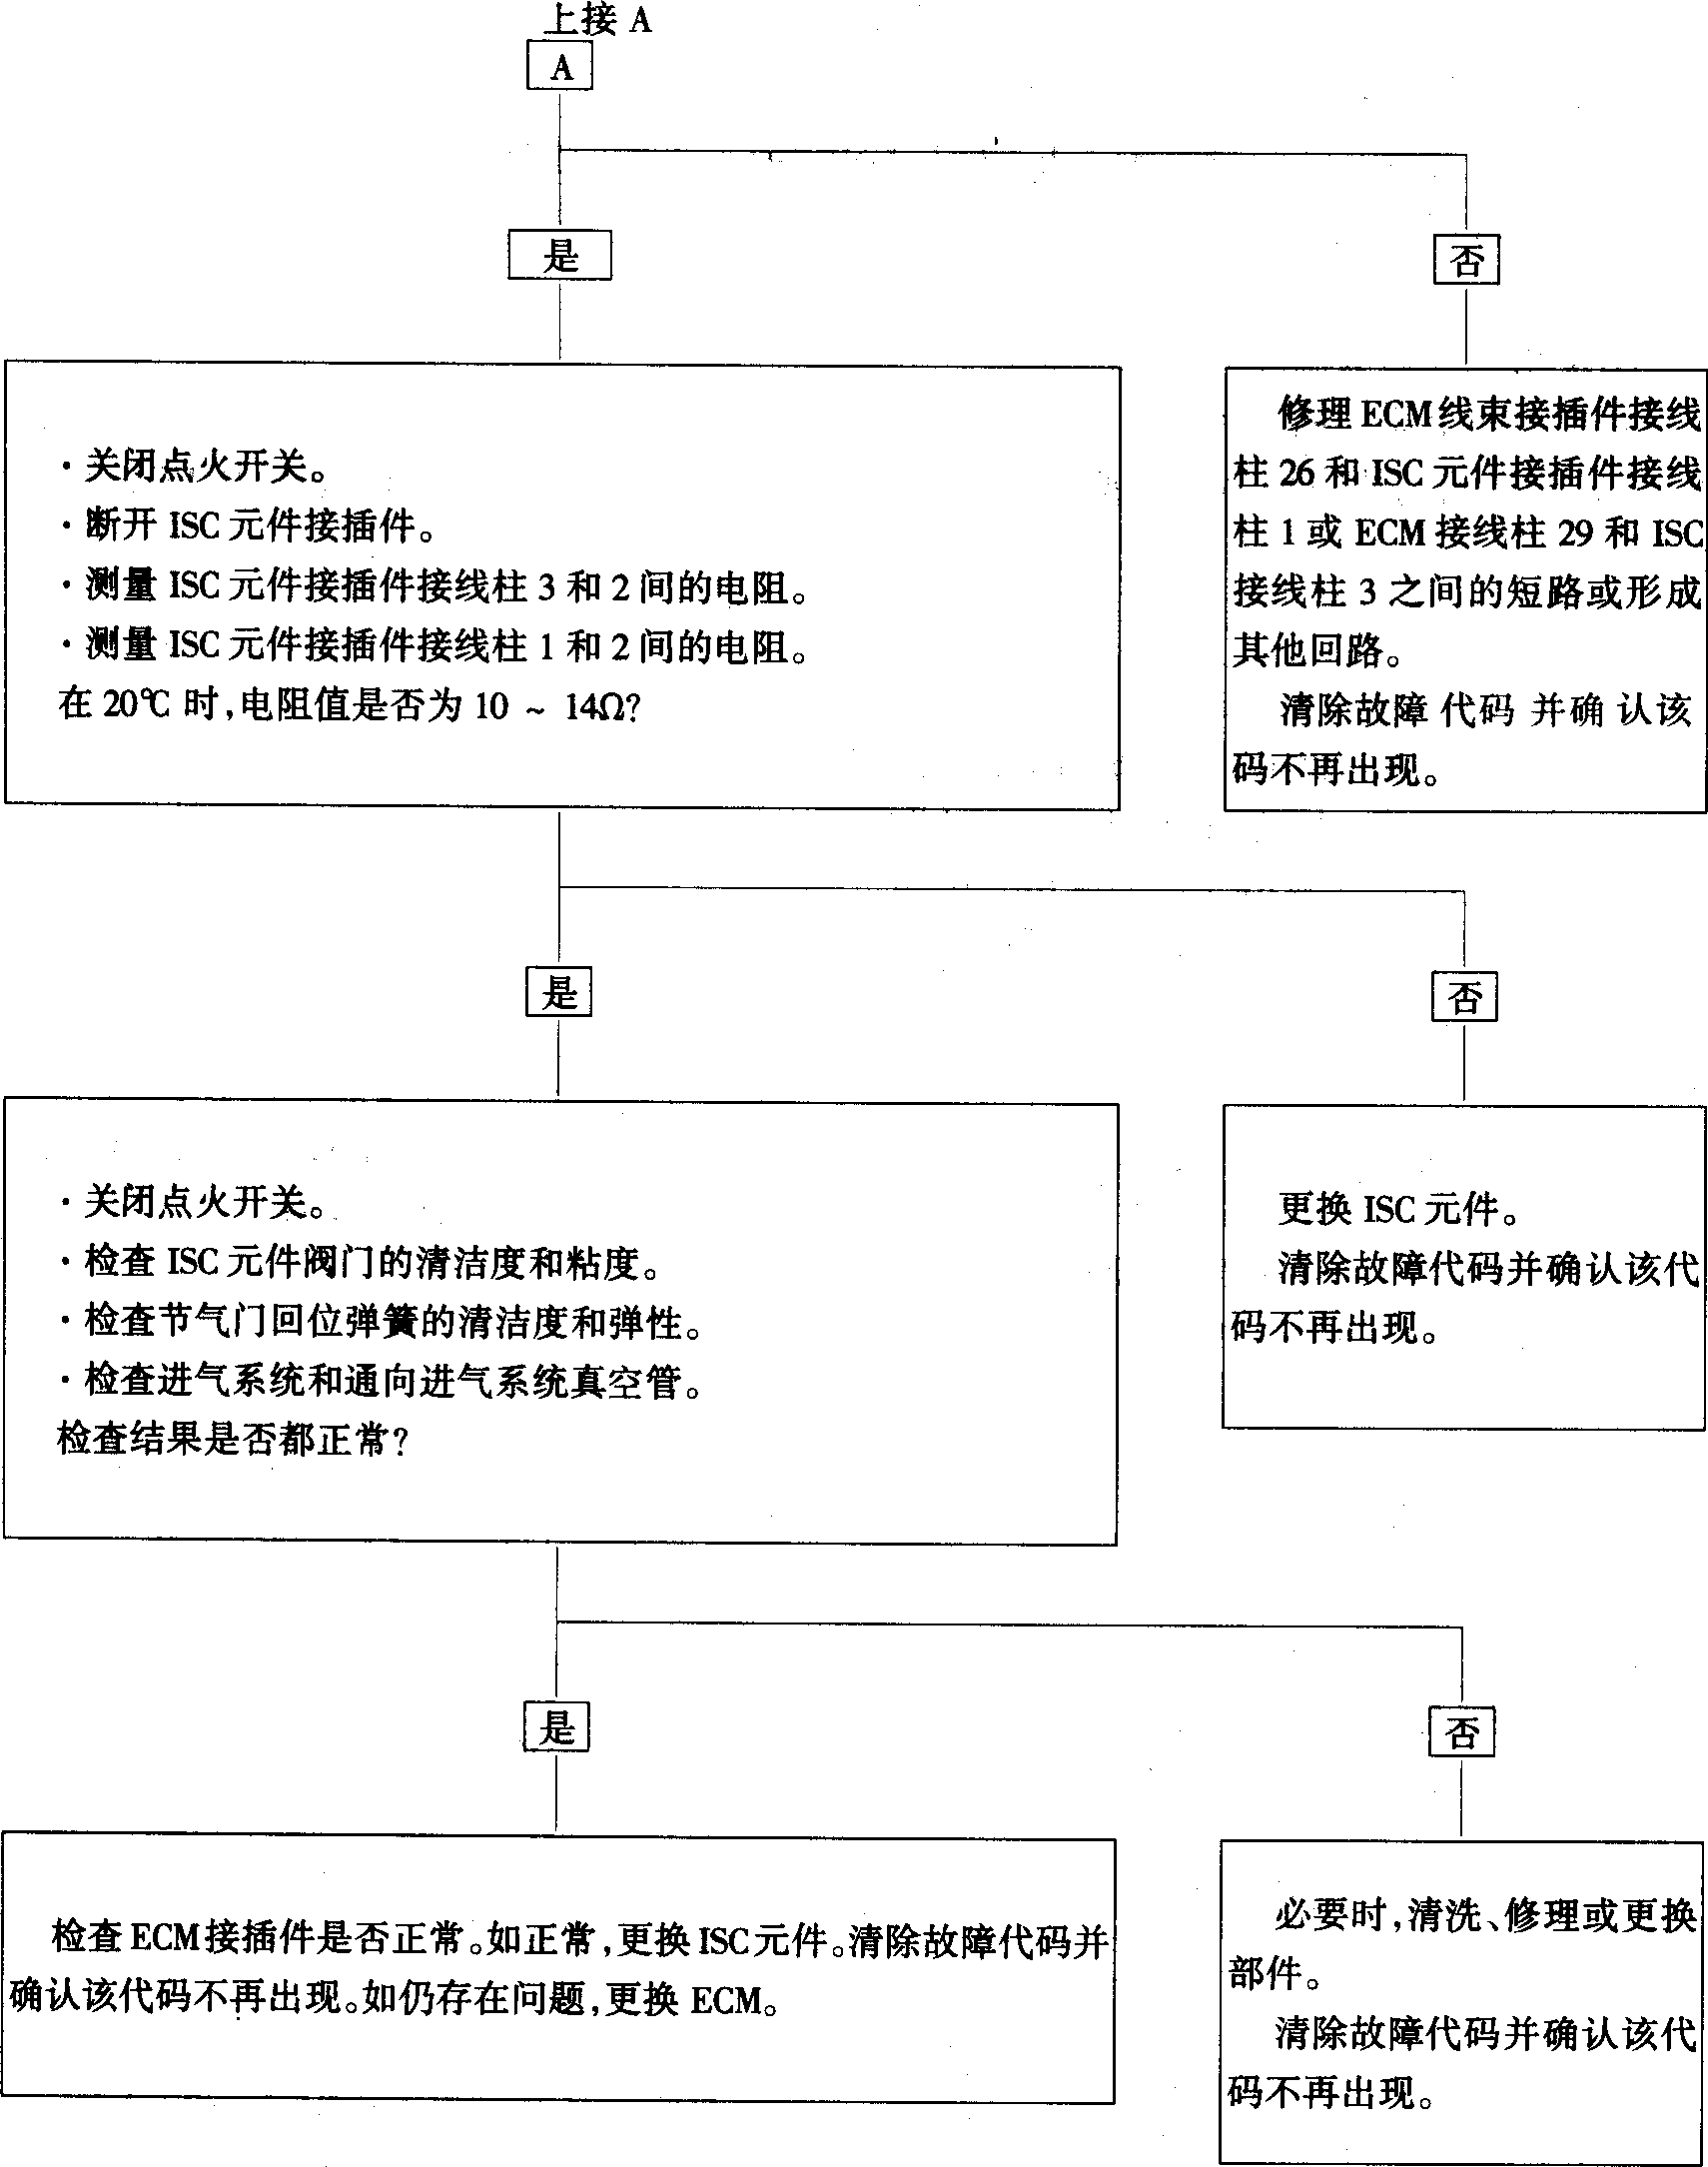 上接 A
A
是
否
·关闭点火开关。
·断开 ISC 元件接插件。
·测量 ISC 元件接插件接线柱 3 和 2 间的电阻。
·测量 ISC 元件接插件接线柱 1 和 2 间的电阻。
在 20℃ 时,电阻值是否为 10 ~ 14Ω?
修理 ECM 线束接插件接线
柱 26 和 ISC 元件接插件接线
柱 1 或 ECM 接线柱 29 和 ISC
接线柱 3 之间的短路或形成
其他回路。
清除故障 代码 并确 认该
码不再出现。
是
否
·关闭点火开关。
·检查 ISC 元件阀门的清洁度和粘度。
·检查节气门回位弹簧的清洁度和弹性。
·检查进气系统和通向进气系统真空管。
检查结果是否都正常?
更换 ISC 元件。
清除故障代码并确认该代
码不再出现。
是
否
检查 ECM 接插件是否正常。如正常,更换 ISC 元件。清除故障代码并
确认该代码不再出现。如仍存在问题,更换 ECM。
必要时,清洗、修理或更换
部件。
清除故障代码并确认该代
码不再出现。